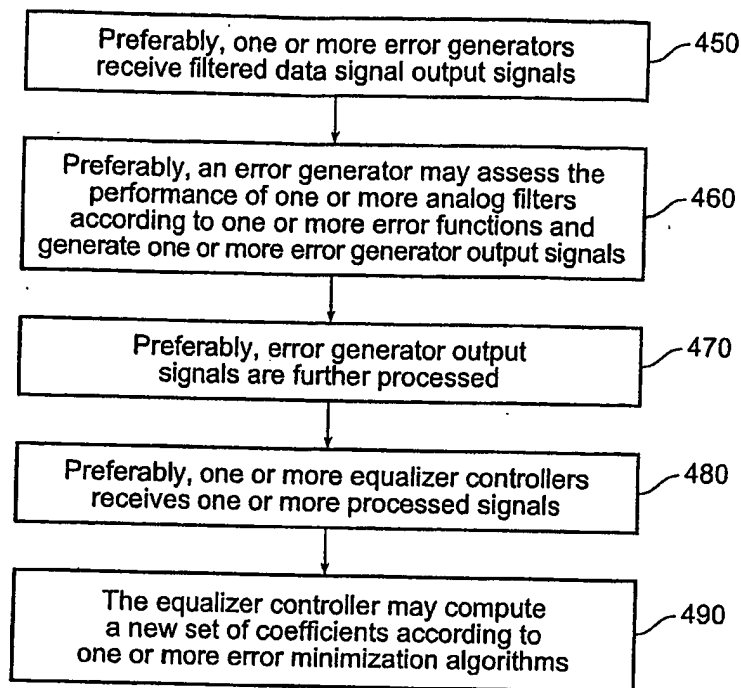 Preferably, one or more error generators
receive filtered data signal output signals
450
Preferably, an error generator may assess the
performance of one or more analog filters
according to one or more error functions and
generate one or more error generator output signals
460
Preferably, error generator output
signals are further processed
470
Preferably, one or more equalizer controllers
receives one or more processed signals
480
The equalizer controller may compute
a new set of coefficients according to
one or more error minimization algorithms
490